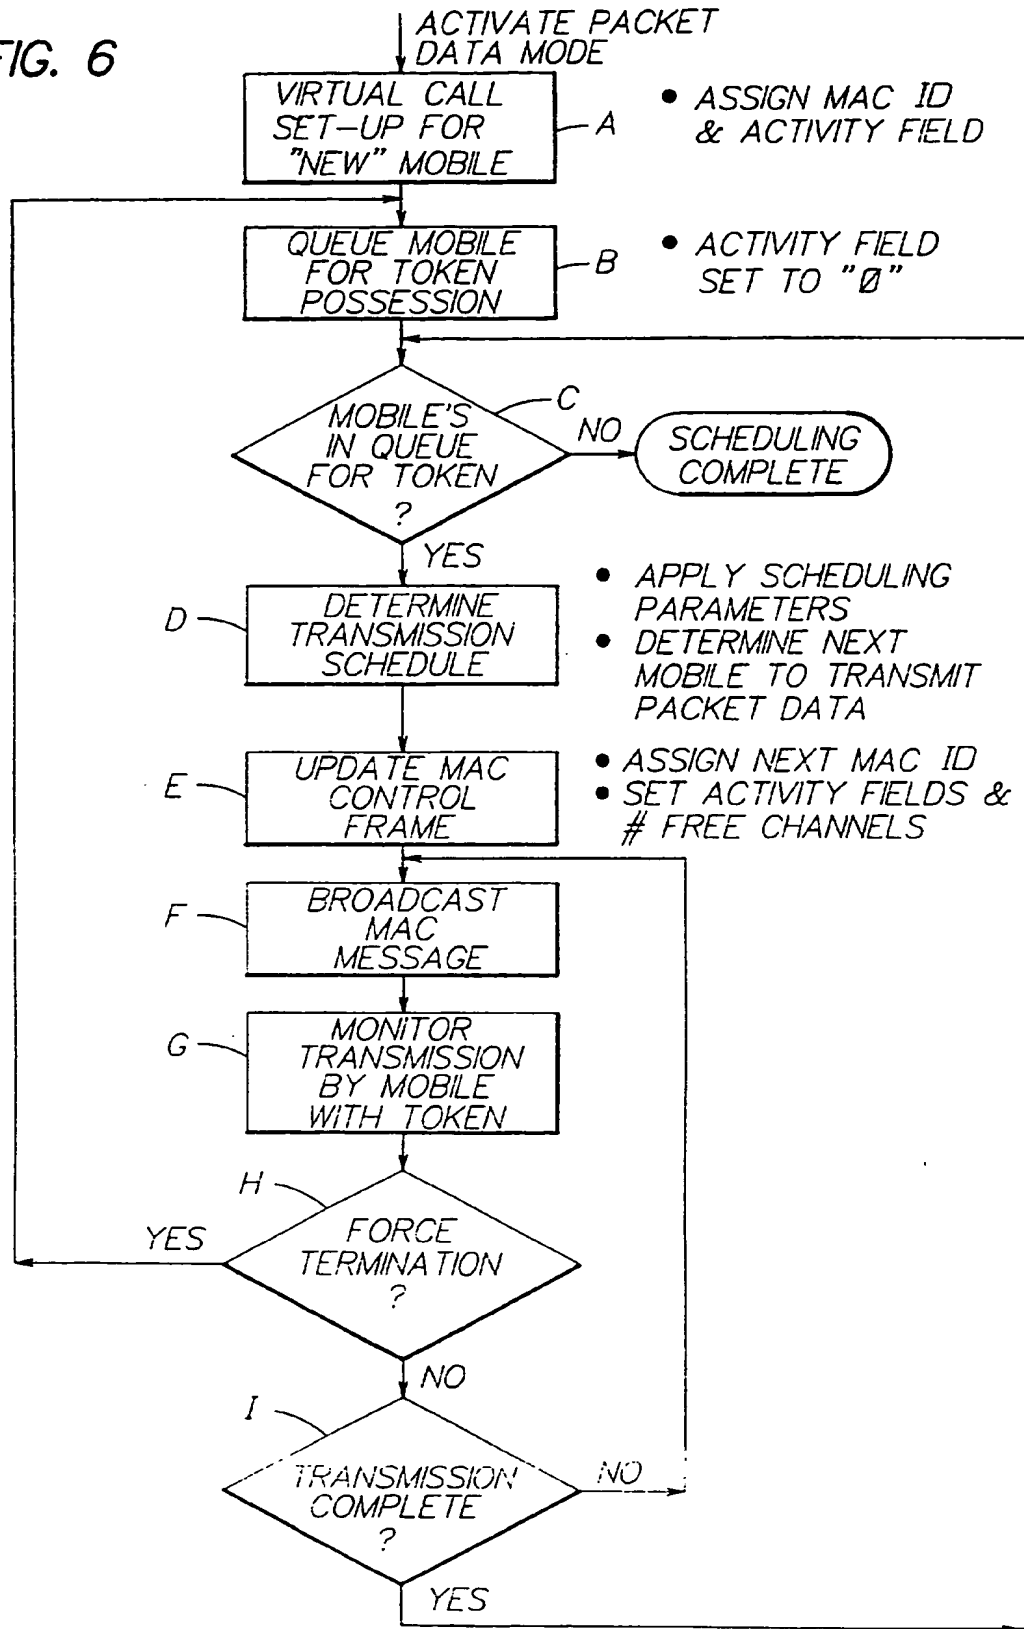 FIG. 6
ACTIVATE PACKET
DATA MODE
VIRTUAL CALL
SET-UP FOR
"NEW" MOBILE
A
• ASSIGN MAC ID
& ACTIVITY FIELD
QUEUE MOBILE
FOR TOKEN
POSSESSION
B
• ACTIVITY FIELD
SET TO "Ø"
MOBILE'S
IN QUEUE
FOR TOKEN
?
C
NO
SCHEDULING
COMPLETE
YES
D
DETERMINE
TRANSMISSION
SCHEDULE
• APPLY SCHEDULING
PARAMETERS
• DETERMINE NEXT
MOBILE TO TRANSMIT
PACKET DATA
E
UPDATE MAC
CONTROL
FRAME
• ASSIGN NEXT MAC ID
• SET ACTIVITY FIELDS &
# FREE CHANNELS
F
BROADCAST
MAC
MESSAGE
G
MONITOR
TRANSMISSION
BY MOBILE
WITH TOKEN
H
YES
FORCE
TERMINATION
?
NO
I
TRANSMISSION
COMPLETE
?
NO
YES